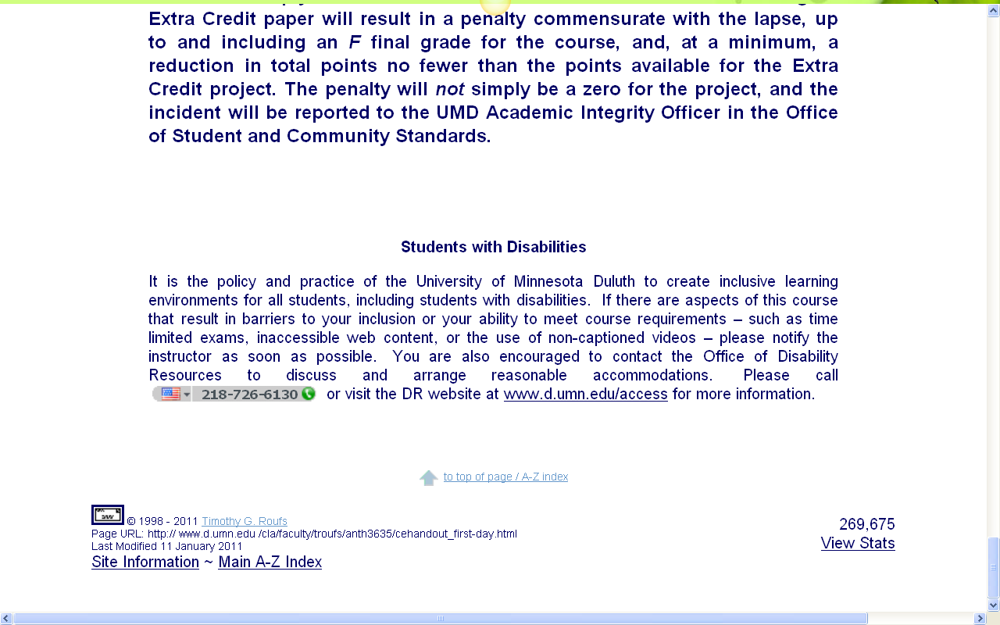 Extra Credit paper will result in a penalty commensurate with the lapse, up
to and including an F final grade for the course, and, at a minimum, a
reduction in total points no fewer than the points available for the Extra
Credit project. The penalty will not simply be a zero for the project, and the
incident will be reported to the UMD Academic Integrity Officer in the Office
of Student and Community Standards.
Students with Disabilities
It is the policy and practice of the University of Minnesota Duluth to create inclusive learning
environments for all students, including students with disabilities. If there are aspects of this course
that result in barriers to your inclusion or your ability to meet course requirements – such as time
limited exams, inaccessible web content, or the use of non-captioned videos – please notify the
instructor as soon as possible. You are also encouraged to contact the Office of Disability
Resources to discuss and arrange reasonable accommodations. Please call
218-726-6130 or visit the DR website at www.d.umn.edu/access for more information.
to top of page / A-Z index
© 1998 - 2011 Timothy G. Roufs
Page URL: http:// www.d.umn.edu /cla/faculty/troufs/anth3635/cehandout_first-day.html
Last Modified 11 January 2011
Site Information ~ Main A-Z Index
269,675
View Stats